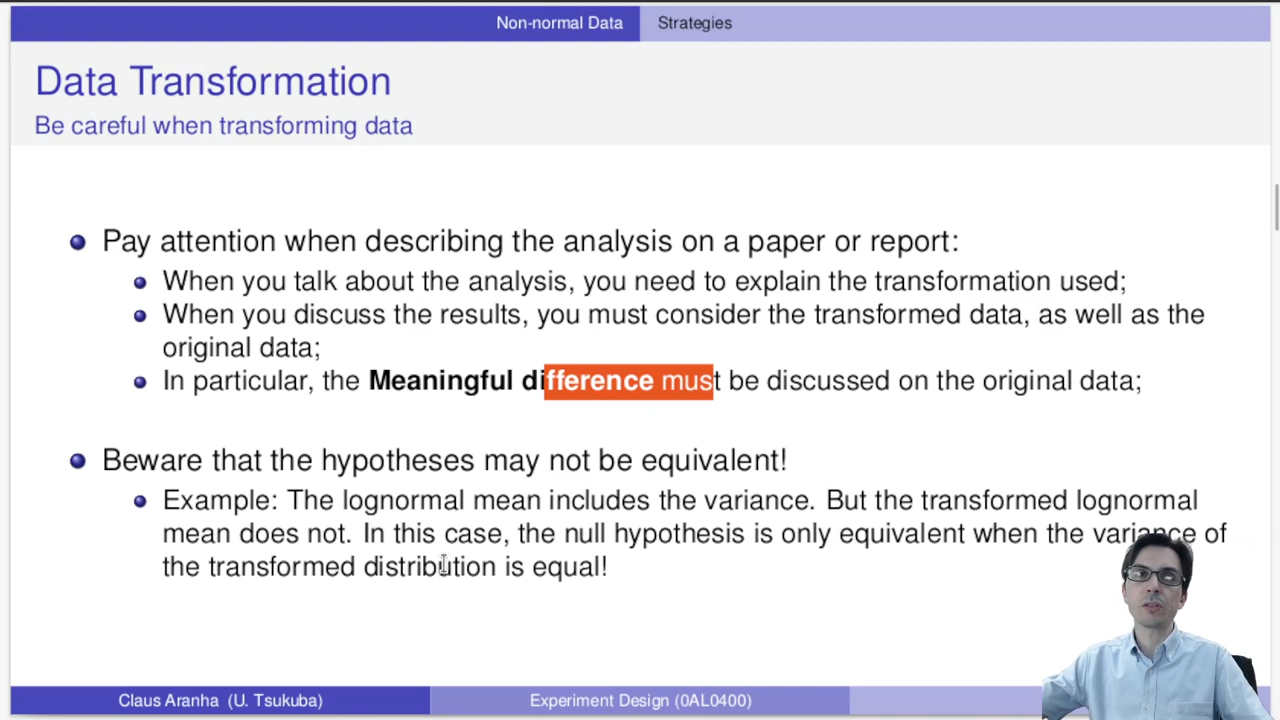 Non-normal Data Strategies
Data Transformation
Be careful when transforming data
Pay attention when describing the analysis on a paper or report:
When you talk about the analysis, you need to explain the transformation used;
When you discuss the results, you must consider the transformed data, as well as the
original data;
In particular, the Meaningful difference must be discussed on the original data;
Beware that the hypotheses may not be equivalent!
Example: The lognormal mean includes the variance. But the transformed lognormal
mean does not. In this case, the null hypothesis is only equivalent when the variance of
the transformed distribution is equal!
Claus Aranha (U. Tsukuba) Experiment Design (0AL0400)